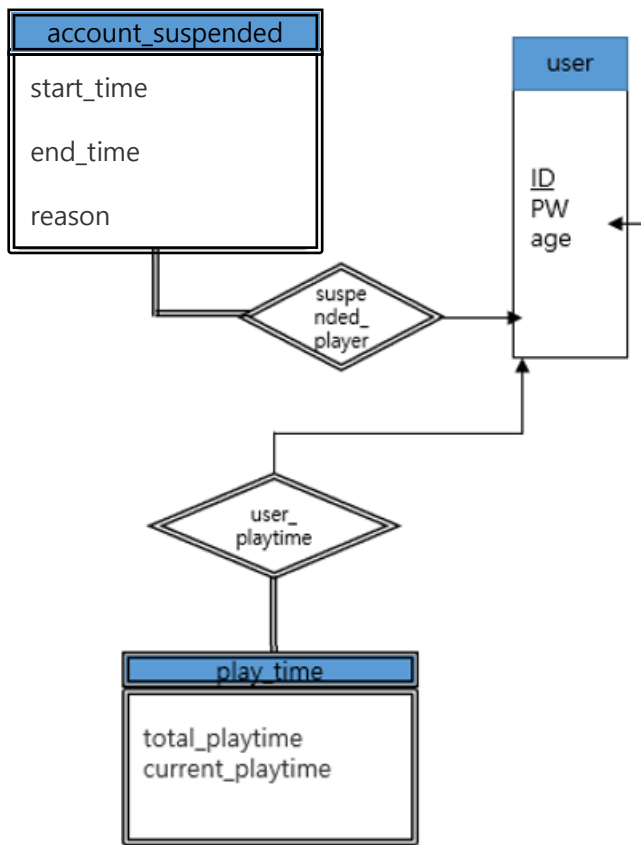 account_suspended
start_time
end_time
reason
user
ID
PW
age
suspe
nded_
player
user_
playtime
play_time
total_playtime
current_playtime